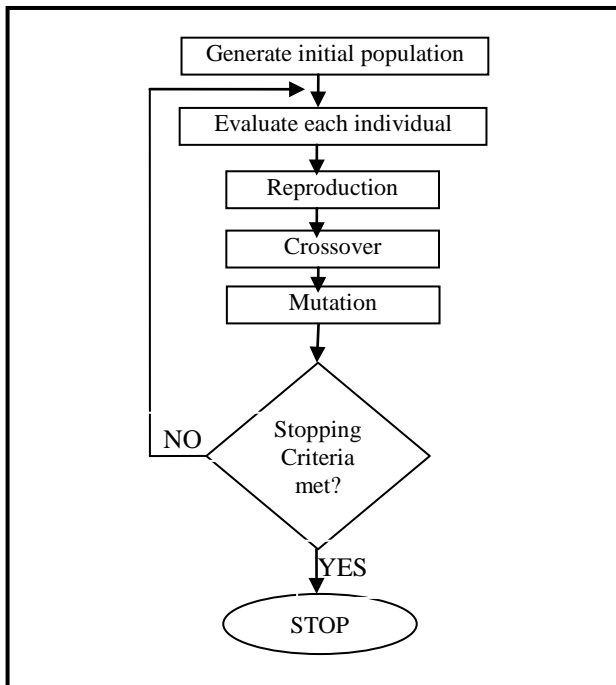 Generate initial population
Evaluate each individual
Reproduction
Crossover
Mutation
Stopping
Criteria
met?
NO
YES
STOP